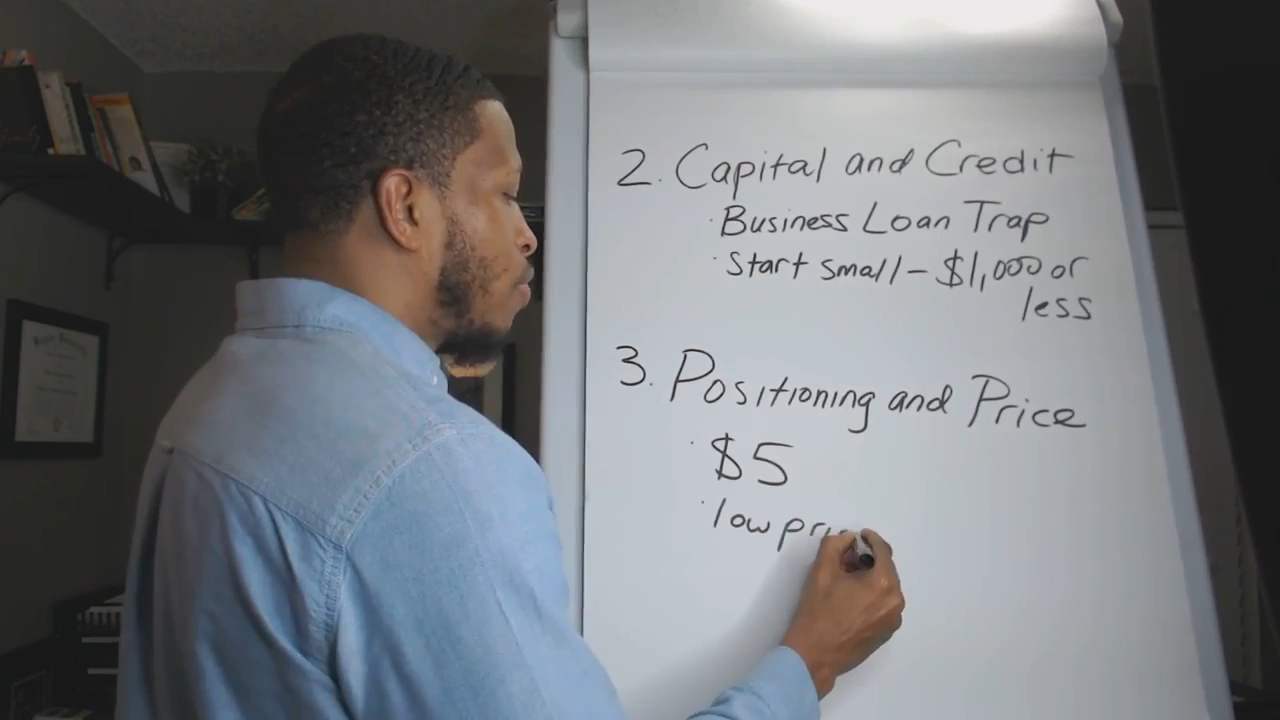 2. Capital and Credit
· Business Loan Trap
· Start small – $1,000 or
less
3. Positioning and Price
· $5
· low pri